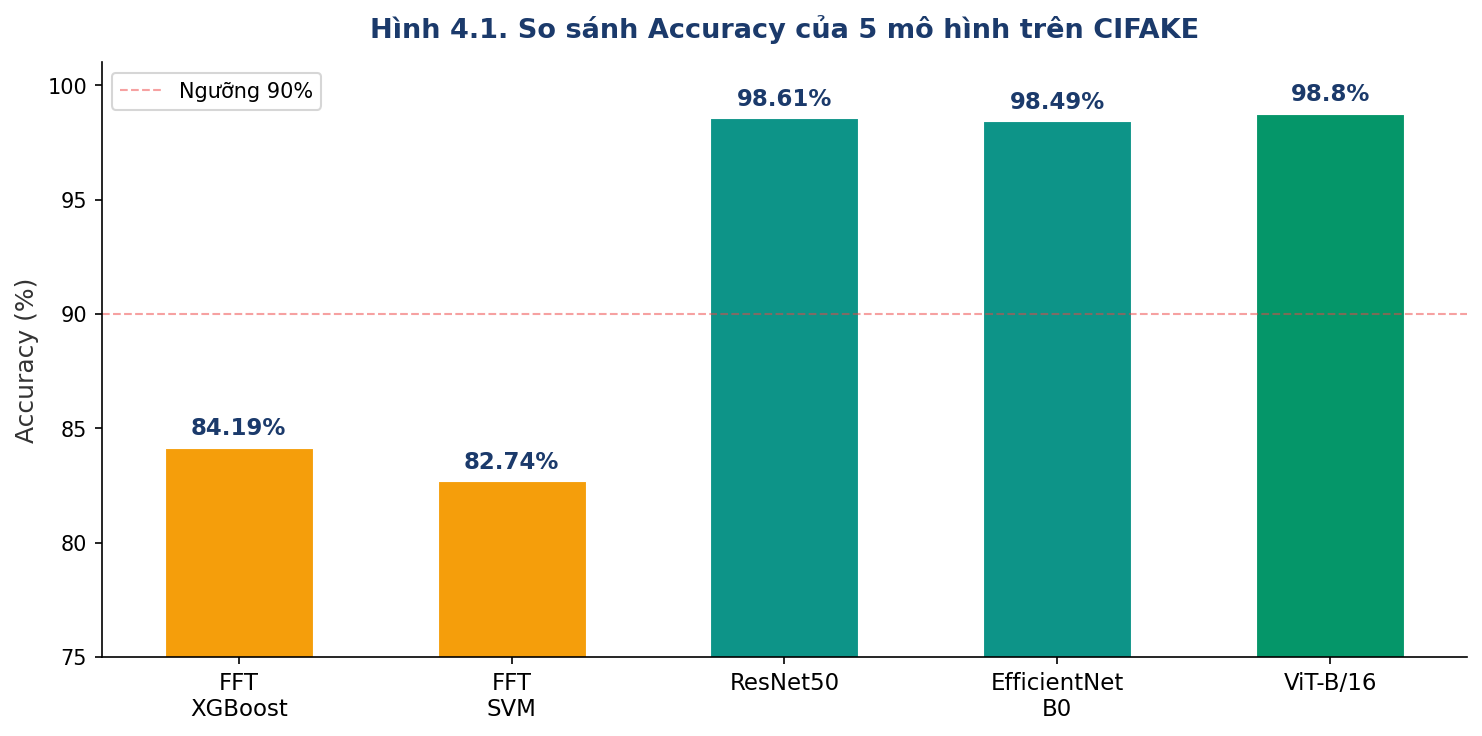 Hình 4.1. So sánh Accuracy của 5 mô hình trên CIFAKE
Ngưỡng 90%
Accuracy (%)
100
95
90
85
80
75
84.19%
82.74%
98.61%
98.49%
98.8%
FFT
XGBoost
FFT
SVM
ResNet50
EfficientNet
B0
ViT-B/16